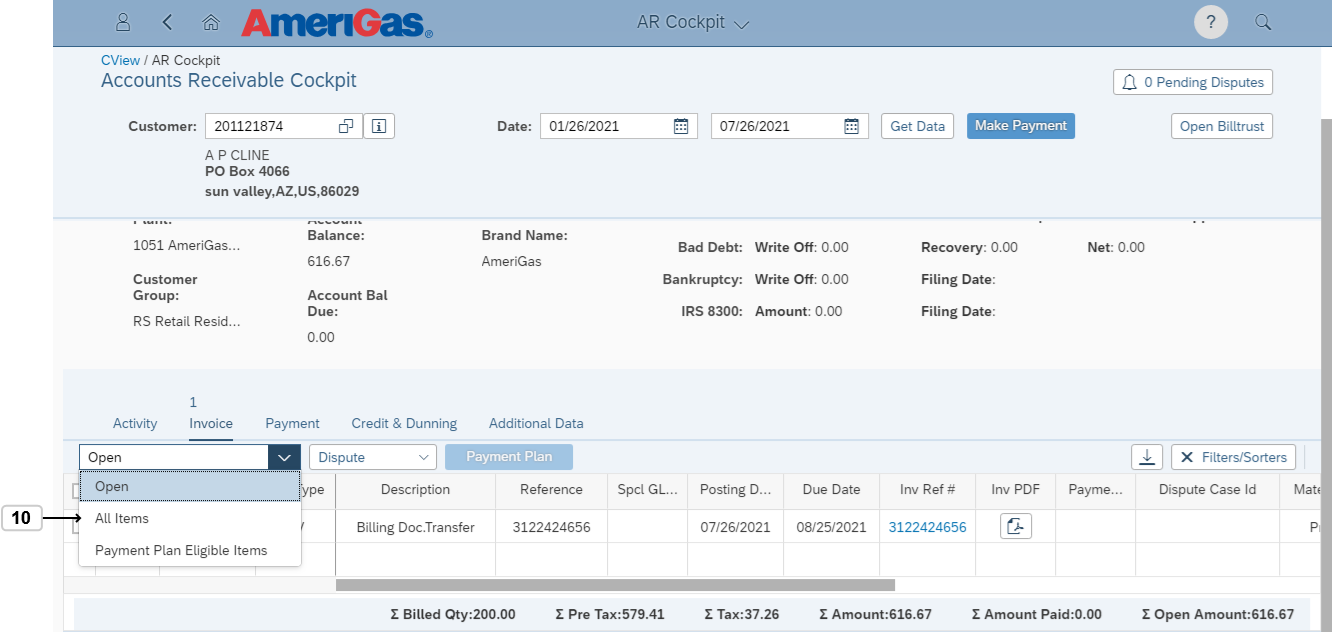 AmeriGas®
AR Cockpit
?
CView / AR Cockpit
Accounts Receivable Cockpit
0 Pending Disputes
Customer: 201121874
Date: 01/26/2021 07/26/2021 Get Data Make Payment Open Billtrust
A P CLINE
PO Box 4066
sun valley,AZ,US,86029
Plant:
1051 AmeriGas...
Customer
Group:
RS Retail Resid...
Account
Balance:
616.67
Account Bal
Due:
0.00
Brand Name:
AmeriGas
Bad Debt: Write Off: 0.00 Recovery: 0.00 Net: 0.00
Bankruptcy: Write Off: 0.00 Filing Date:
IRS 8300: Amount: 0.00 Filing Date:
1
Activity Invoice Payment Credit & Dunning Additional Data
Open Dispute Payment Plan Filters/Sorters
Open
All Items
Payment Plan Eligible Items
10
ype Description Reference Spcl GL... Posting D... Due Date Inv Ref # Inv PDF Payme... Dispute Case Id Mate
Billing Doc.Transfer 3122424656 07/26/2021 08/25/2021 3122424656
Σ Billed Qty:200.00 Σ Pre Tax:579.41 Σ Tax:37.26 Σ Amount:616.67 Σ Amount Paid:0.00 Σ Open Amount:616.67